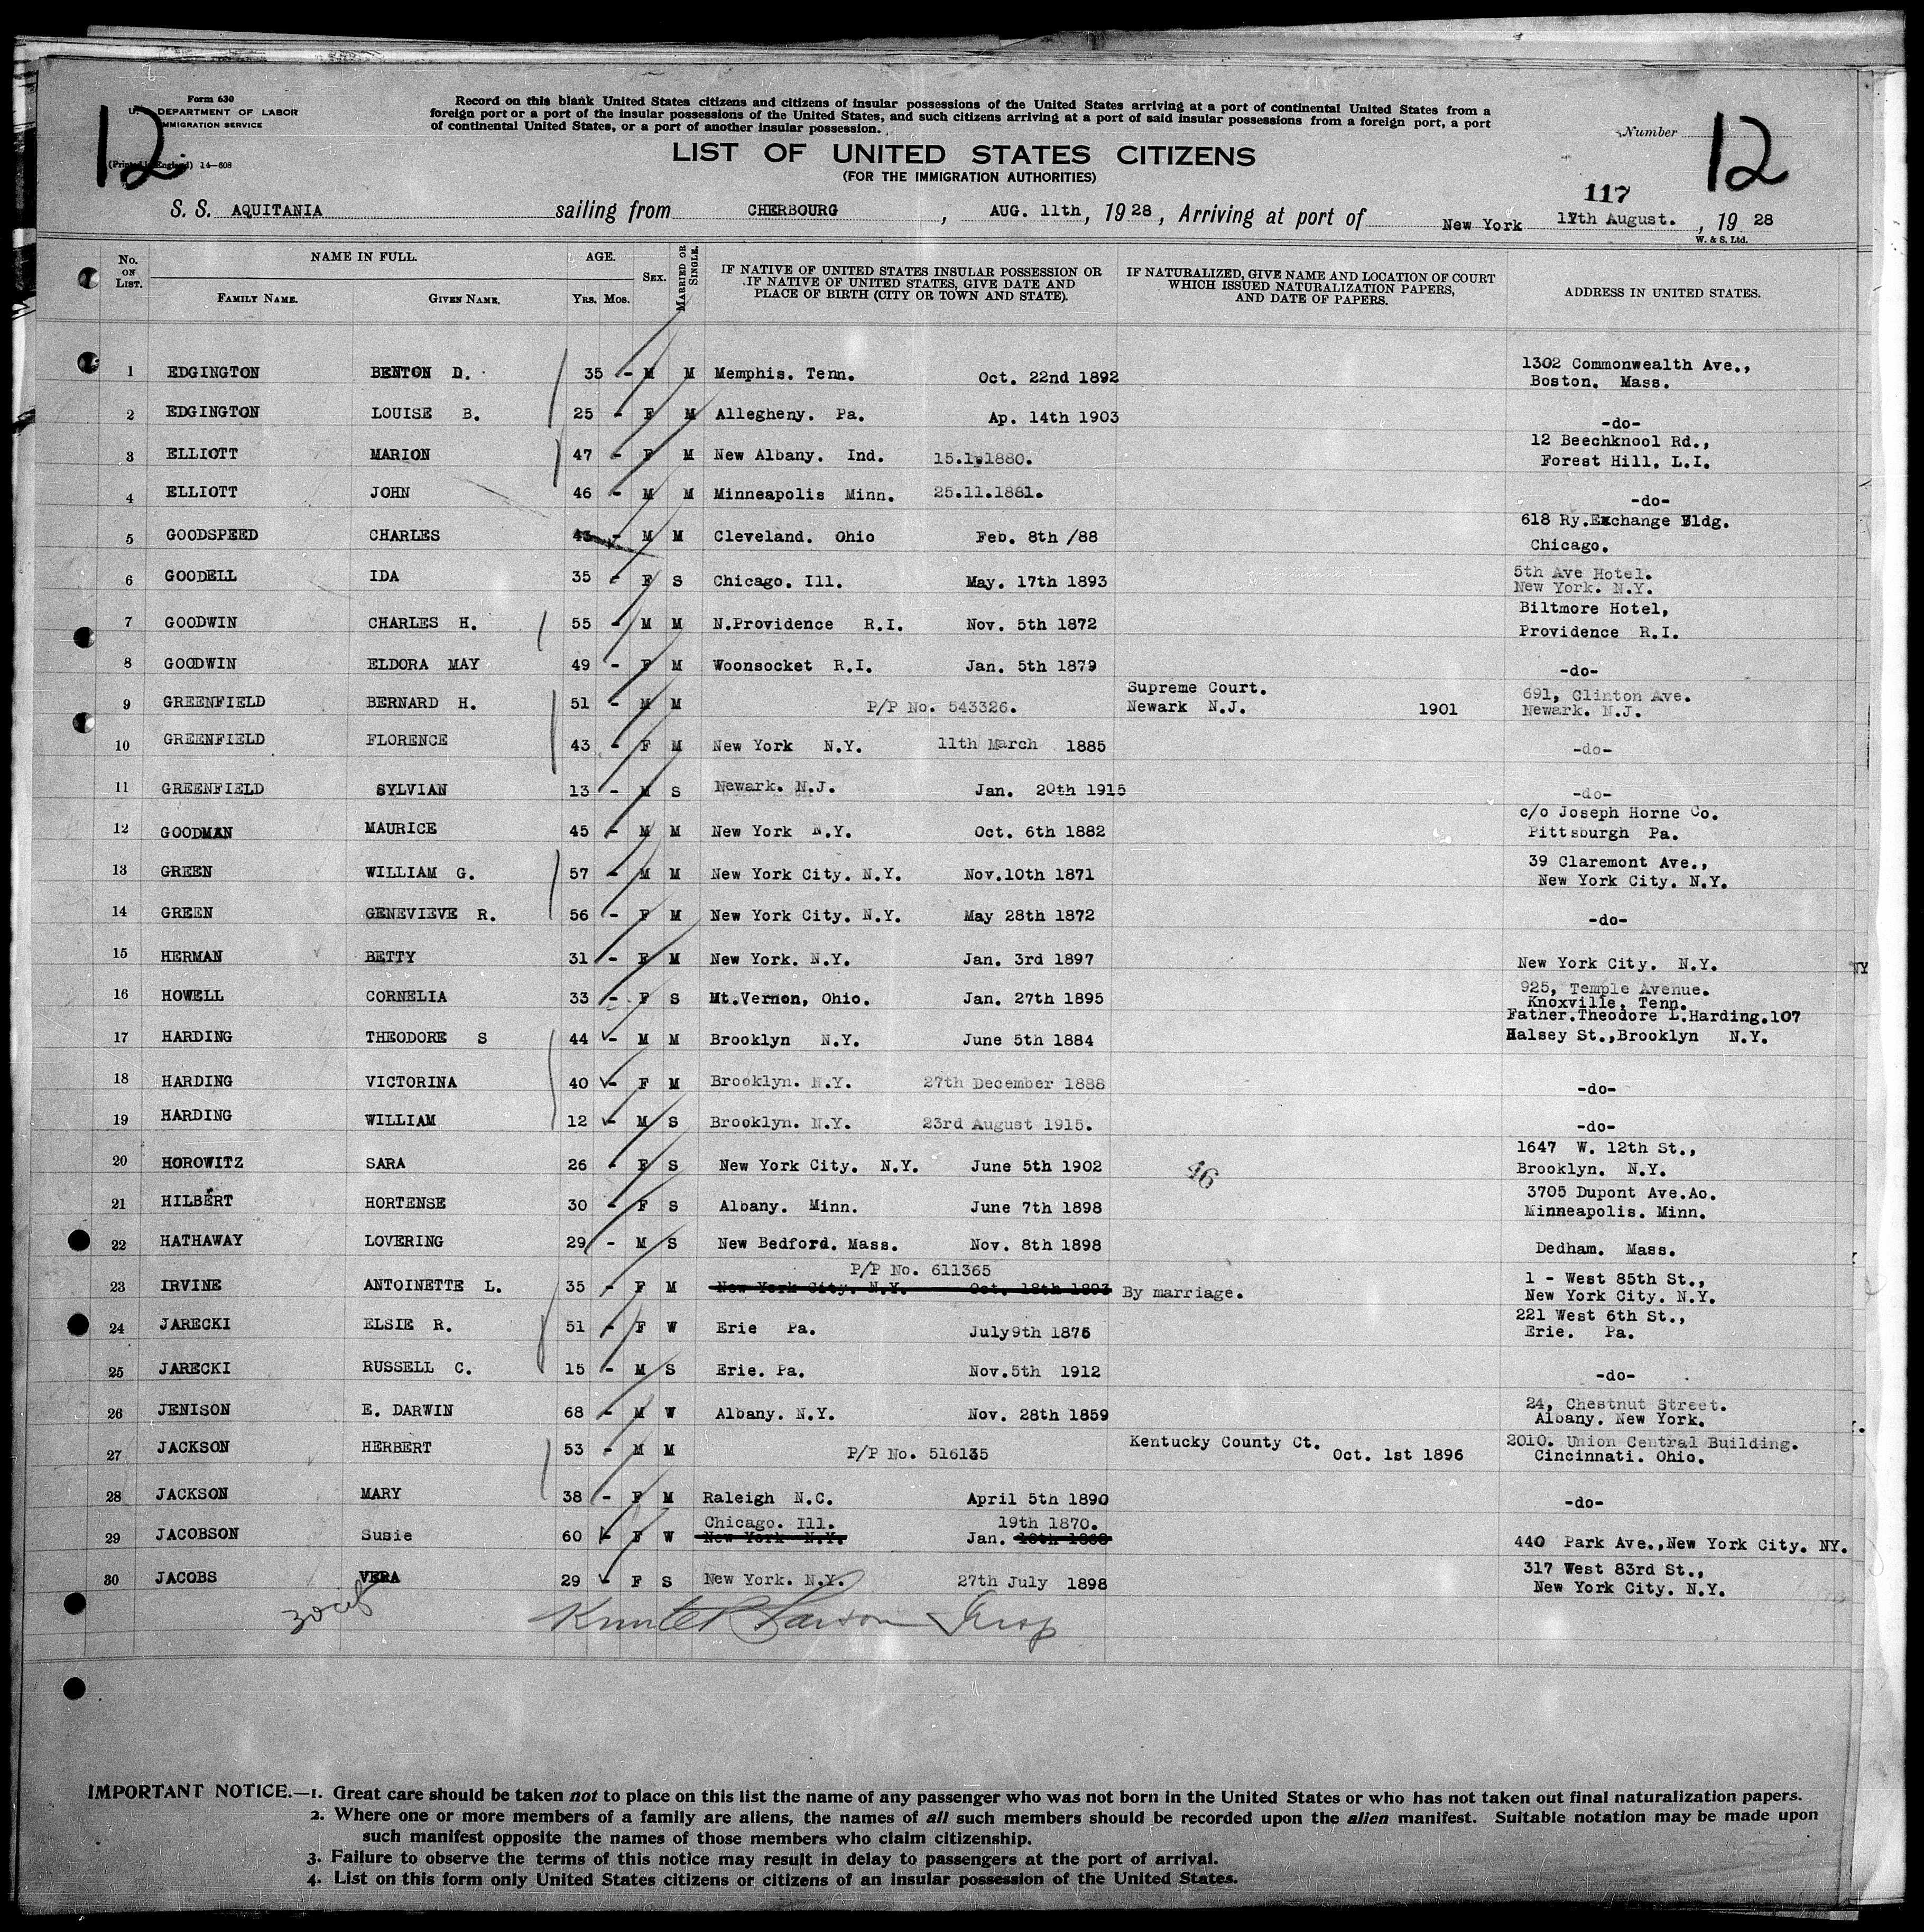 Form 630
U. DEPARTMENT OF LABOR
IMMIGRATION SERVICE
(Printed in England) 14-608
12
Record on this blank United States citizens and citizens of insular possessions of the United States arriving at a port of continental United States from a
foreign port or a port of the insular possessions of the United States, and such citizens arriving at a port of said insular possessions from a foreign port, a port
of continental United States, or a port of another insular possession.
Number 12
LIST OF UNITED STATES CITIZENS
(FOR THE IMMIGRATION AUTHORITIES)
117
S. S. AQUITANIA sailing from CHERBOURG, AUG. 11th, 1928, Arriving at port of New York 17th August., 1928
W. & S. Ltd.
No. ON LIST. NAME IN FULL. FAMILY NAME. GIVEN NAME. AGE. Yrs. Mos. SEX. MARRIED OR SINGLE. IF NATIVE OF UNITED STATES INSULAR POSSESSION OR IF NATIVE OF UNITED STATES, GIVE DATE AND PLACE OF BIRTH (CITY OR TOWN AND STATE). IF NATURALIZED, GIVE NAME AND LOCATION OF COURT WHICH ISSUED NATURALIZATION PAPERS, AND DATE OF PAPERS. ADDRESS IN UNITED STATES.
1 EDGINGTON BENTON D. 35 - M M Memphis. Tenn. Oct. 22nd 1892 1302 Commonwealth Ave., Boston. Mass.
2 EDGINGTON LOUISE B. 25 - F M Allegheny. Pa. Ap. 14th 1903 -do-
3 ELLIOTT MARION 47 - F M New Albany. Ind. 15.1.1880. 12 Beechknool Rd., Forest Hill. L.I.
4 ELLIOTT JOHN 46 - M M Minneapolis Minn. 25.11.1881. -do-
5 GOODSPEED CHARLES 43 - M M Cleveland. Ohio Feb. 8th /88 618 Ry.Exchange Bldg. Chicago.
6 GOODELL IDA 35 - F S Chicago. Ill. May. 17th 1893 5th Ave Hotel. New York. N.Y.
7 GOODWIN CHARLES H. 55 - M M N.Providence R.I. Nov. 5th 1872 Biltmore Hotel, Providence R.I.
8 GOODWIN ELDORA MAY 49 - F M Woonsocket R.I. Jan. 5th 1879 -do-
9 GREENFIELD BERNARD H. 51 - M M P/P No. 543326. Supreme Court. Newark N.J. 1901 691, Clinton Ave. Newark. N.J.
10 GREENFIELD FLORENCE 43 - F M New York N.Y. 11th March 1885 -do-
11 GREENFIELD SYLVIAN 13 - M S Newark. N.J. Jan. 20th 1915 -do-
12 GOODMAN MAURICE 45 - M M New York N.Y. Oct. 6th 1882 c/o Joseph Horne Co. Pittsburgh Pa.
13 GREEN WILLIAM G. 57 - M M New York City. N.Y. Nov.10th 1871 39 Claremont Ave., New York City. N.Y.
14 GREEN GENEVIEVE R. 56 - F M New York City. N.Y. May 28th 1872 -do-
15 HERMAN BETTY 31 - F M New York. N.Y. Jan. 3rd 1897 New York City. N.Y.
16 HOWELL CORNELIA 33 - F S Mt.Vernon, Ohio. Jan. 27th 1895 925, Temple Avenue. Knoxville, Tenn.
17 HARDING THEODORE S 44 - M M Brooklyn N.Y. June 5th 1884 Father.Theodore L.Harding.107 Halsey St.,Brooklyn N.Y.
18 HARDING VICTORINA 40 - F M Brooklyn. N.Y. 27th December 1888 -do-
19 HARDING WILLIAM 12 - M S Brooklyn. N.Y. 23rd August 1915. -do-
20 HOROWITZ SARA 26 - F S New York City. N.Y. June 5th 1902 46 1647 W. 12th St., Brooklyn. N.Y.
21 HILBERT HORTENSE 30 - F S Albany. Minn. June 7th 1898 3705 Dupont Ave.Ao. Minneapolis. Minn.
22 HATHAWAY LOVERING 29 - M S New Bedford. Mass. Nov. 8th 1898 Dedham. Mass.
23 IRVINE ANTOINETTE L. 35 - F M P/P No. 611365 New York City. N.Y. Oct. 18th 1893 By marriage. 1 - West 85th St., New York City. N.Y.
24 JARECKI ELSIE R. 51 - F W Erie Pa. July9th 1876 221 West 6th St., Erie. Pa.
25 JARECKI RUSSELL C. 15 - M S Erie. Pa. Nov.5th 1912 -do-
26 JENISON E. DARWIN 68 - M W Albany. N.Y. Nov. 28th 1859 24, Chestnut Street. Albany. New York.
27 JACKSON HERBERT 53 - M M P/P No. 516135 Kentucky County Ct. Oct. 1st 1896 2010. Union Central Building. Cincinnati. Ohio.
28 JACKSON MARY 38 - F M Raleigh N.C. April 5th 1890 -do-
29 JACOBSON Susie 60 - F W Chicago. Ill. 19th 1870. New York N.Y. Jan. 440 Park Ave.,New York City. NY.
30 JACOBS VERA 29 - F S New York. N.Y. 27th July 1898 317 West 83rd St., New York City. N.Y.
IMPORTANT NOTICE.—1. Great care should be taken not to place on this list the name of any passenger who was not born in the United States or who has not taken out final naturalization papers.
2. Where one or more members of a family are aliens, the names of all such members should be recorded upon the alien manifest. Suitable notation may be made upon
such manifest opposite the names of those members who claim citizenship.
3. Failure to observe the terms of this notice may result in delay to passengers at the port of arrival.
4. List on this form only United States citizens or citizens of an insular possession of the United States.